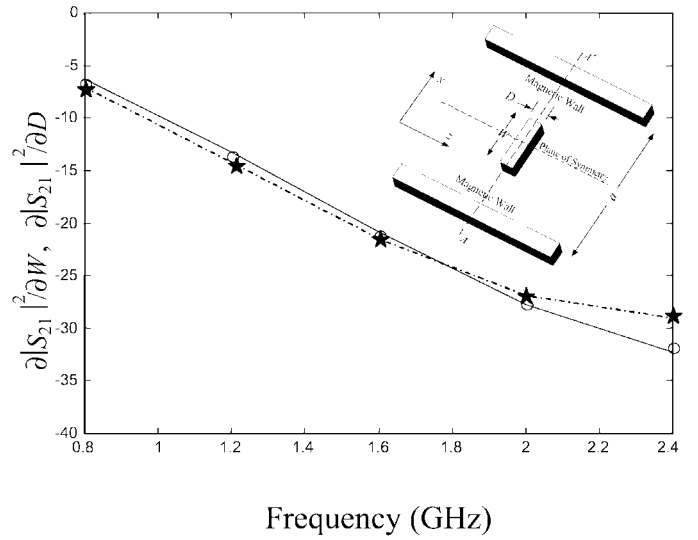 0
-5
-10
-15
-20
-25
-30
-35
-40
0.8
1
1.2
1.4
1.6
1.8
2
2.2
2.4
Frequency (GHz)
∂|S₂₁|²/∂W, ∂|S₂₁|²/∂D
A'
Magnetic Wall
D
x
W
z
Plane of Symmetry
a
Magnetic Wall
A